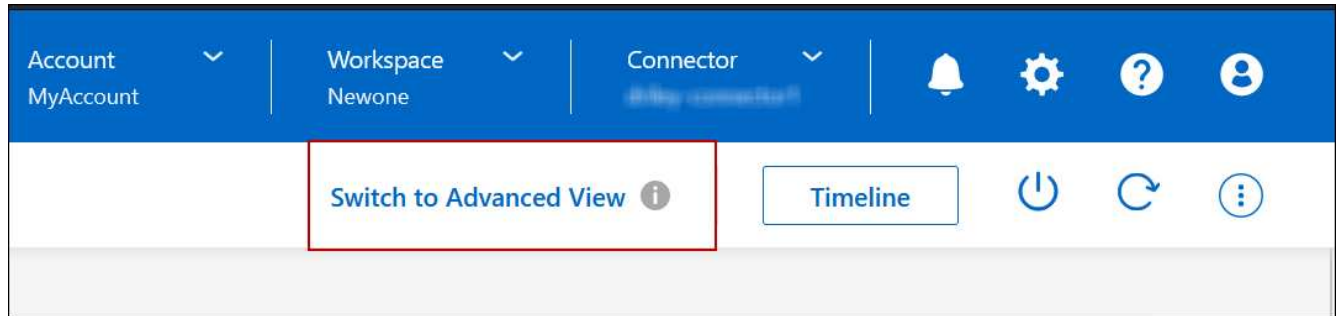 Account
MyAccount
Workspace
Newone
Connector
Switch to Advanced View
Timeline